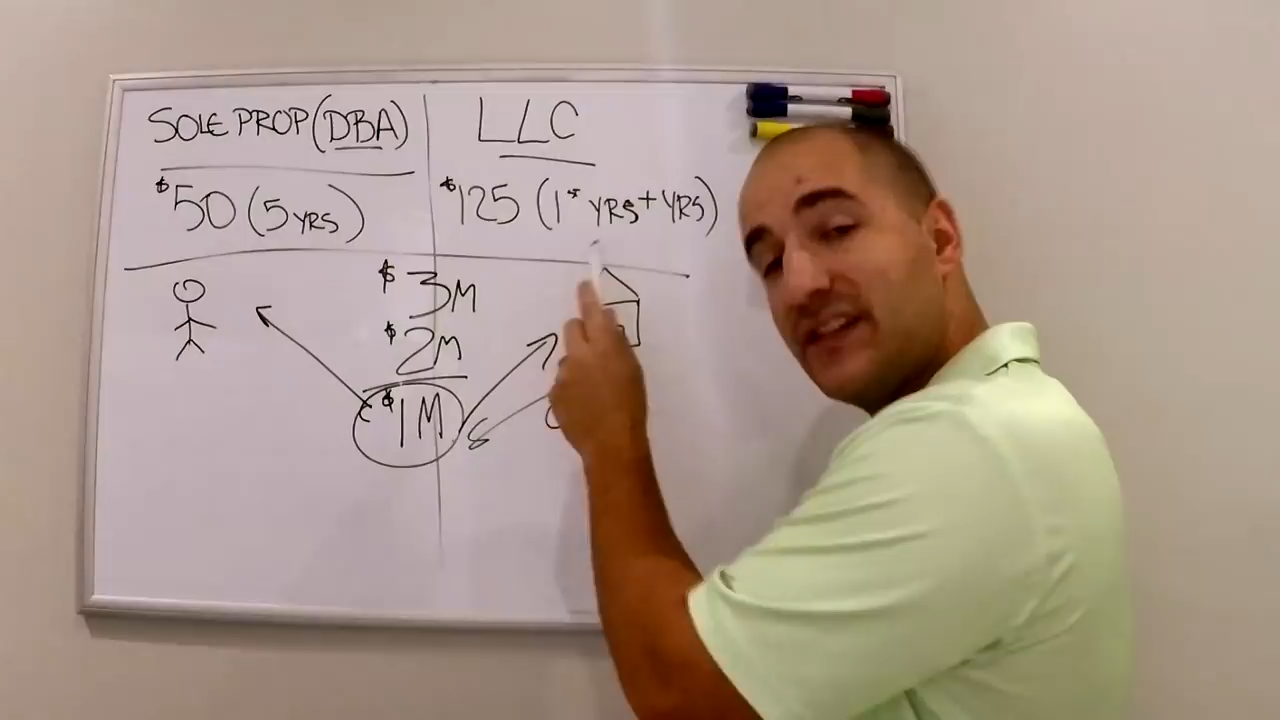 SOLE PROP (DBA)
LLC
$50 (5 YRS)
$125 (1st YRS + YRS)
$3M
$2M
$1M